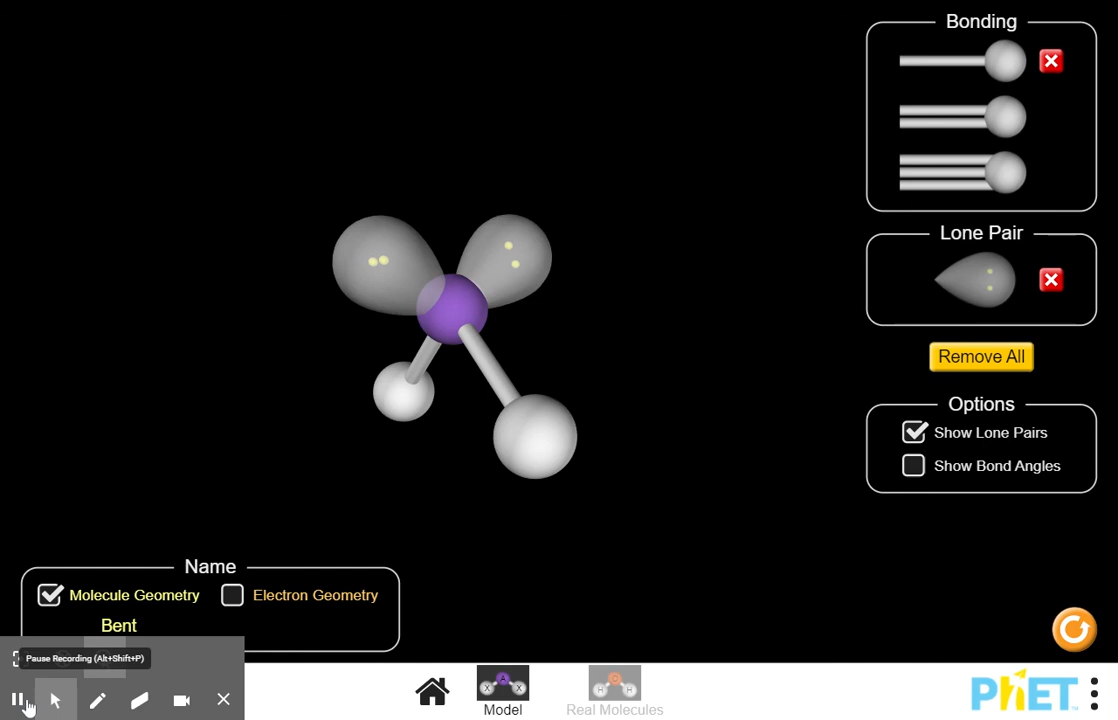 Bonding
Lone Pair
Remove All
Options
Show Lone Pairs
Show Bond Angles
Name
Molecule Geometry
Electron Geometry
Bent
Pause Recording (Alt+Shift+P)
X A X
Model
H O H
Real Molecules
PhET